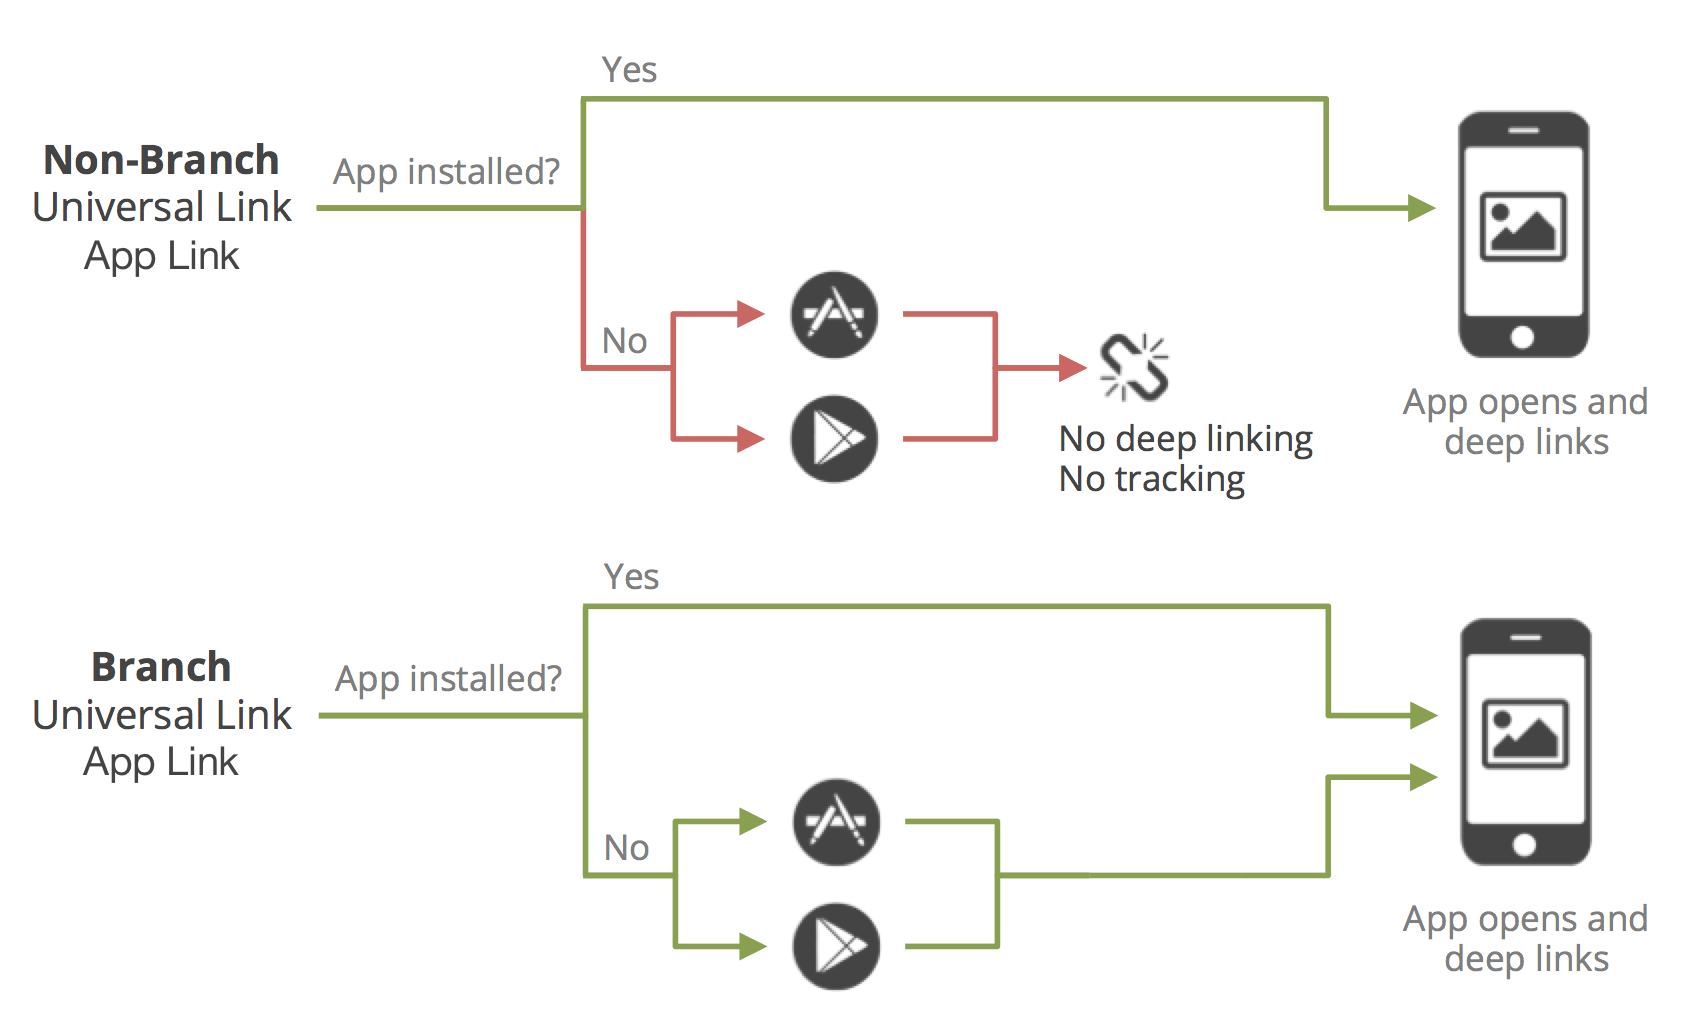 Yes
Non-Branch
Universal Link
App Link
App installed?
No
No deep linking
No tracking
App opens and
deep links
Yes
Branch
Universal Link
App Link
App installed?
No
App opens and
deep links